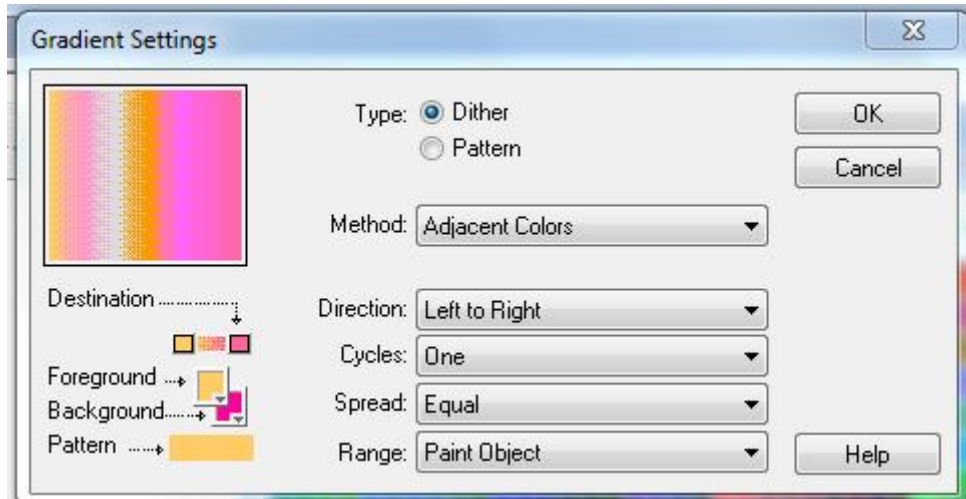 Gradient Settings
Type: Dither
Pattern
OK
Cancel
Method: Adjacent Colors
Destination
Direction: Left to Right
Cycles: One
Foreground
Background
Spread: Equal
Pattern
Range: Paint Object
Help